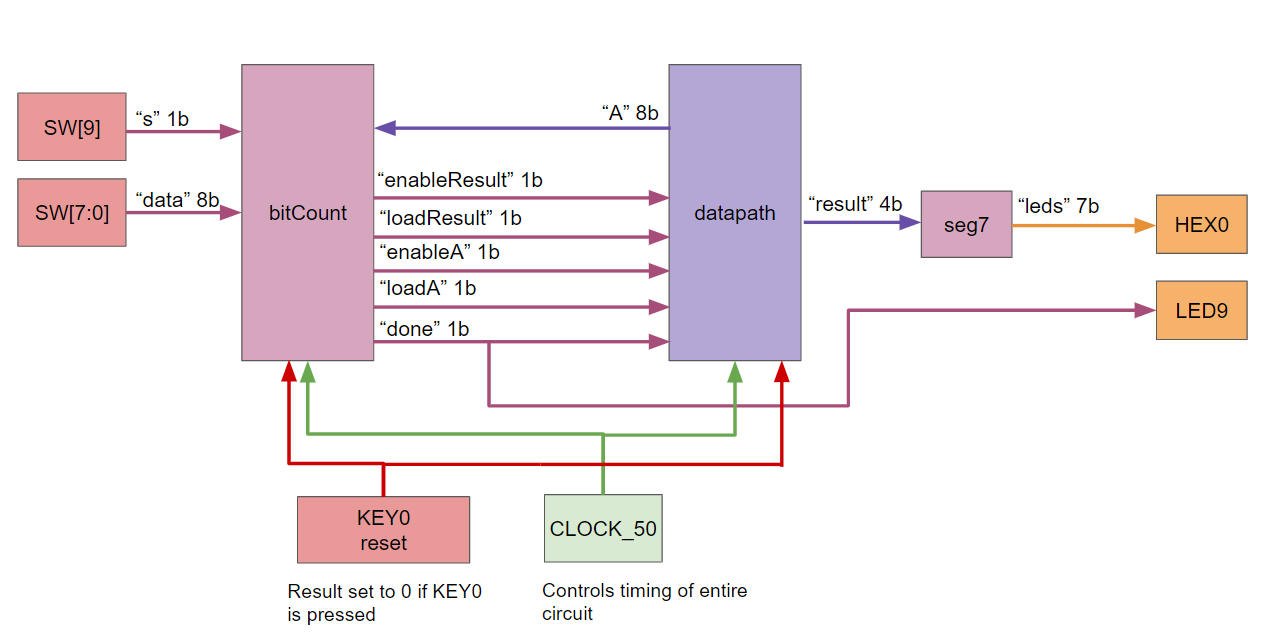 SW[9]
“s” 1b
SW[7:0]
“data” 8b
bitCount
“A” 8b
“enableResult” 1b
“loadResult” 1b
“enableA” 1b
“loadA” 1b
“done” 1b
datapath
“result” 4b
seg7
“leds” 7b
HEX0
LED9
KEY0
reset
CLOCK_50
Result set to 0 if KEY0
is pressed
Controls timing of entire
circuit